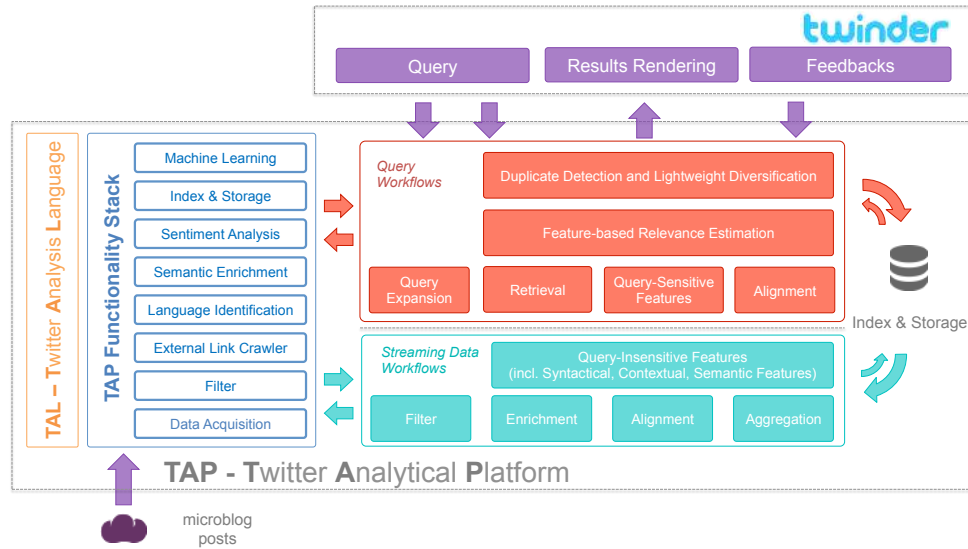 twinder
Query
Results Rendering
Feedbacks
TAL – Twitter Analysis Language
TAP Functionality Stack
Machine Learning
Index & Storage
Sentiment Analysis
Semantic Enrichment
Language Identification
External Link Crawler
Filter
Data Acquisition
Query
Workflows
Duplicate Detection and Lightweight Diversification
Feature-based Relevance Estimation
Query
Expansion
Retrieval
Query-Sensitive
Features
Alignment
Index & Storage
Streaming Data
Workflows
Query-Insensitive Features
(incl. Syntactical, Contextual, Semantic Features)
Filter
Enrichment
Alignment
Aggregation
TAP - Twitter Analytical Platform
microblog
posts